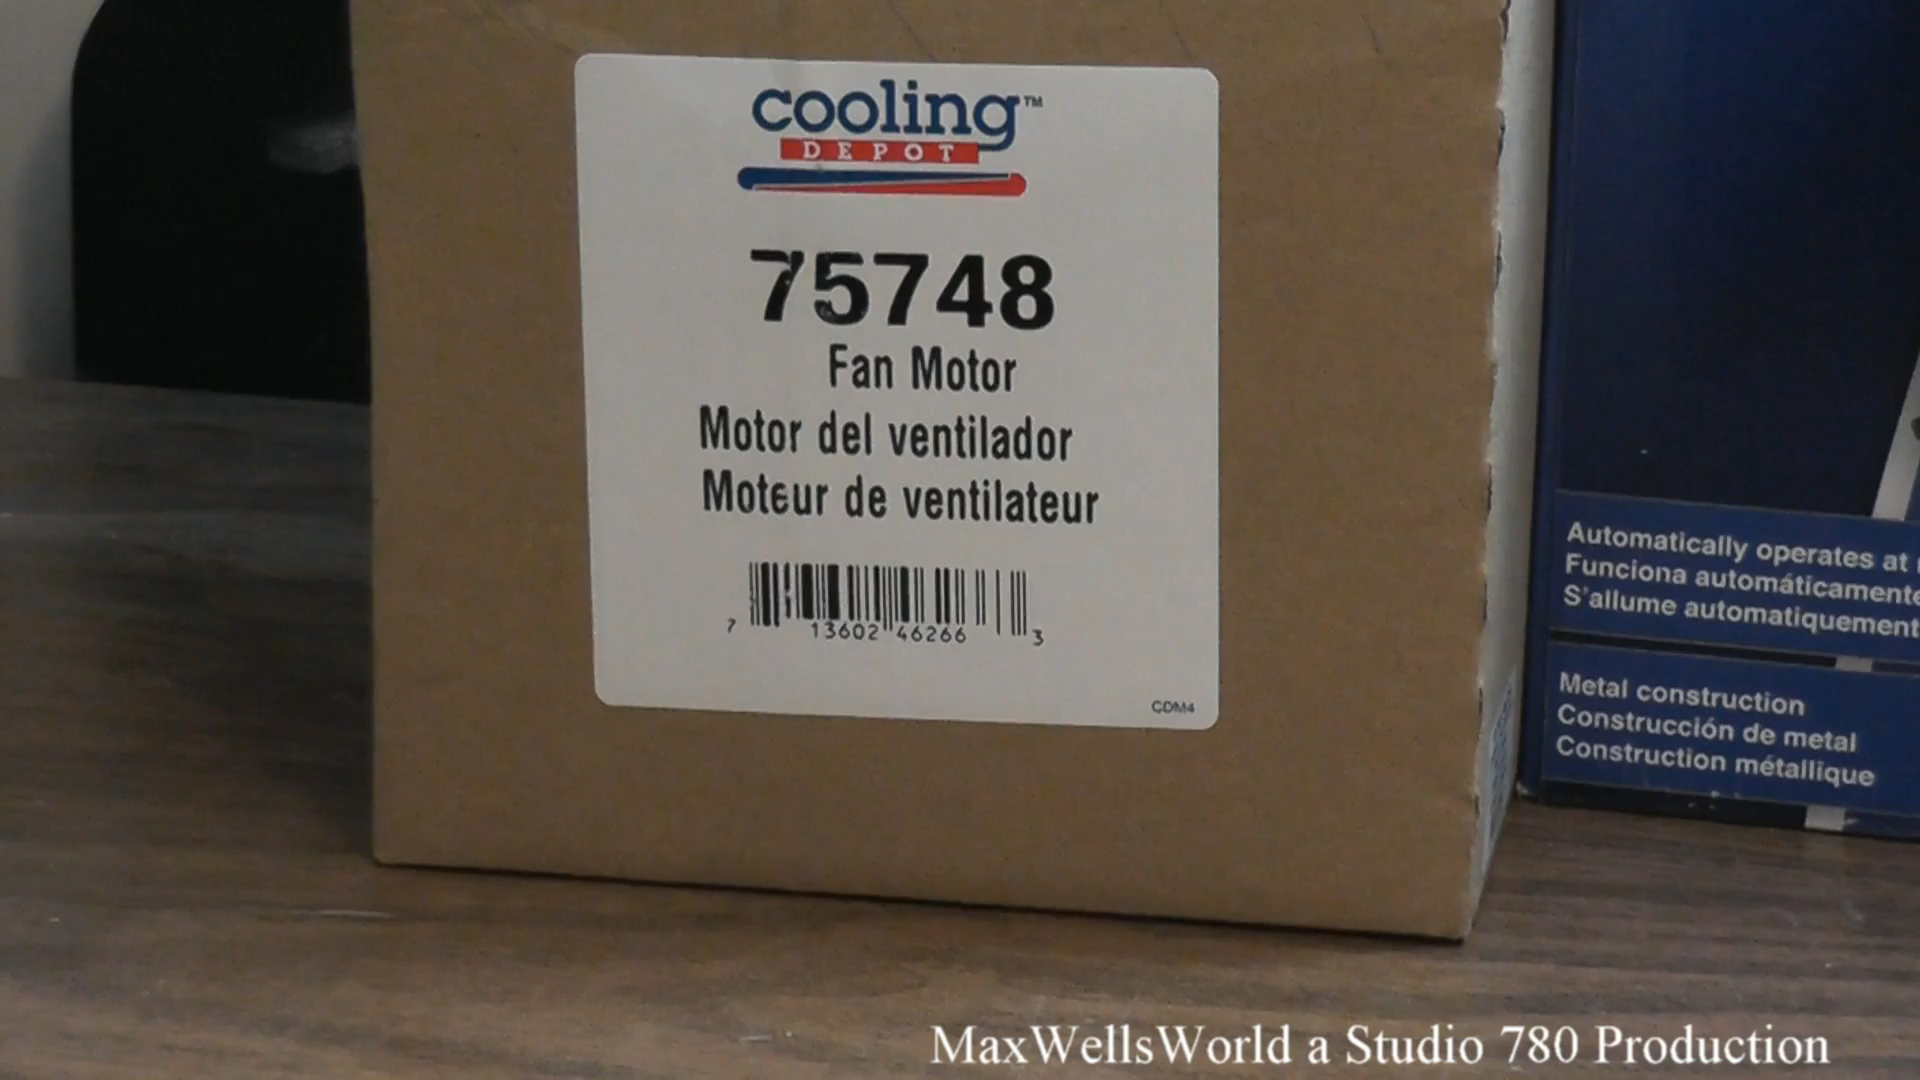 cooling™
DEPOT
75748
Fan Motor
Motor del ventilador
Moteur de ventilateur
7 13602 46266 3
CDM4
Automatically operates at
Funciona automáticamente
S'allume automatiquement
Metal construction
Construcción de metal
Construction métallique
MaxWellsWorld a Studio 780 Production